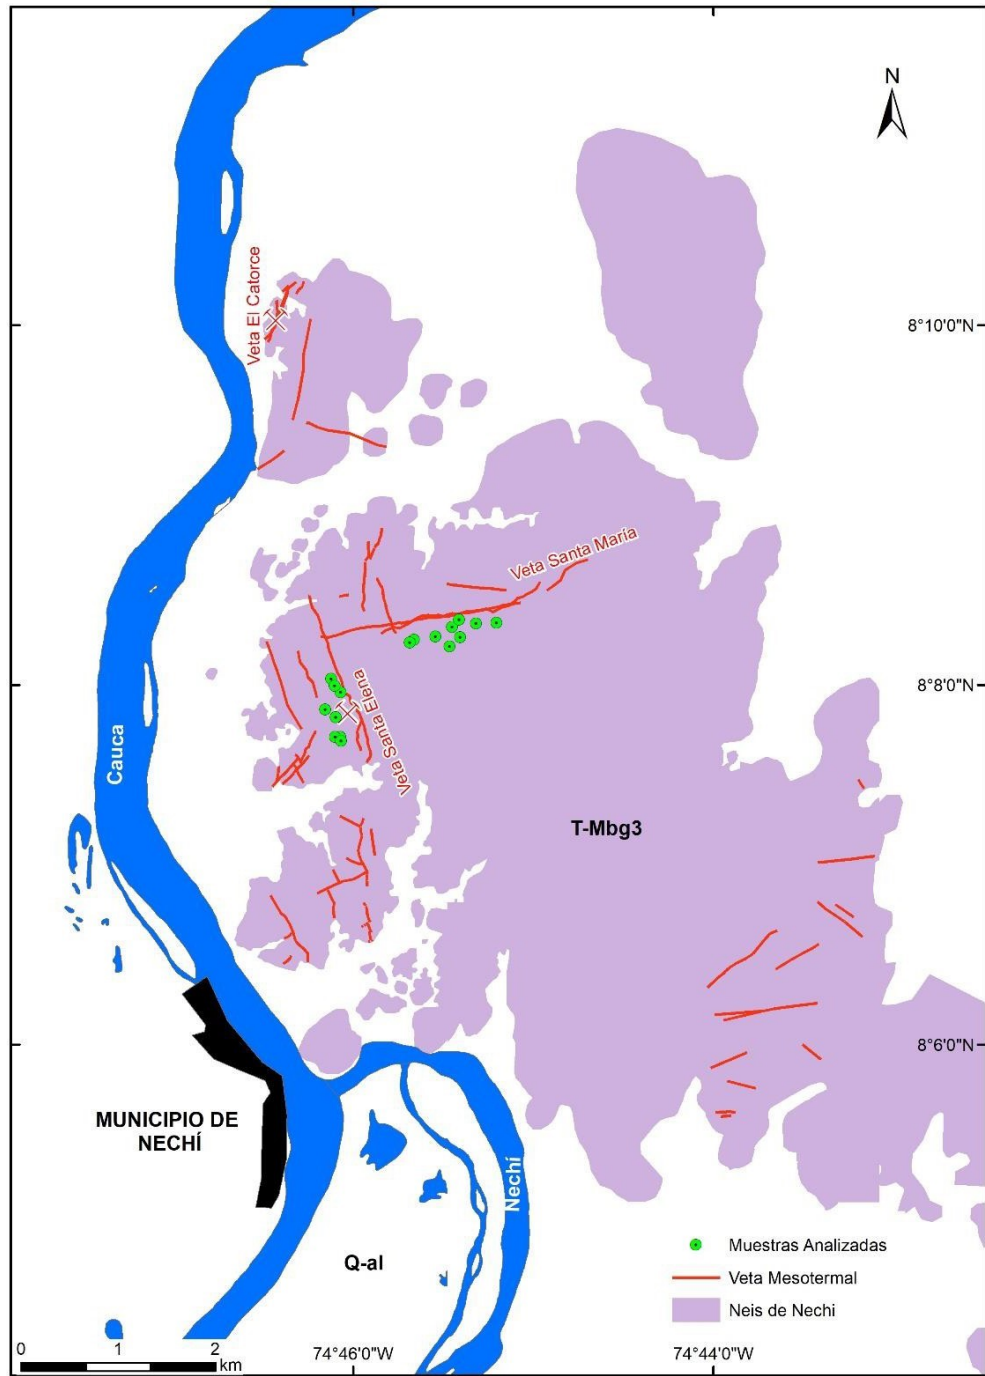 N
Veta El Catorce
8°10'0"N
Veta Santa María
8°8'0"N
Veta Santa Elena
Cauca
T-Mbg3
8°6'0"N
MUNICIPIO DE
NECHÍ
Nechí
Q-al
Muestras Analizadas
Veta Mesotermal
Neis de Nechi
0 1 2
km
74°46'0"W
74°44'0"W